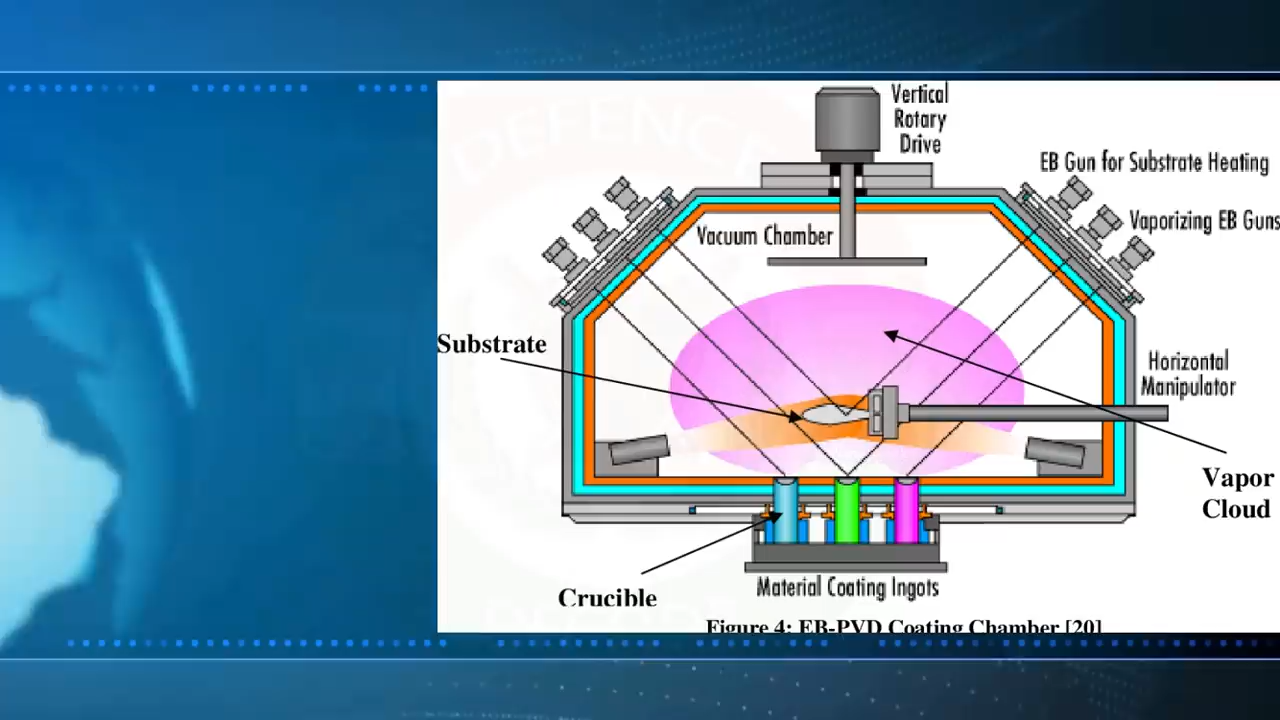 Vertical
Rotary
Drive
EB Gun for Substrate Heating
Vaporizing EB Guns
Vacuum Chamber
Substrate
Horizontal
Manipulator
Vapor
Cloud
Crucible
Material Coating Ingots
Figure 4: EB-PVD Coating Chamber [20]
DEFENCE